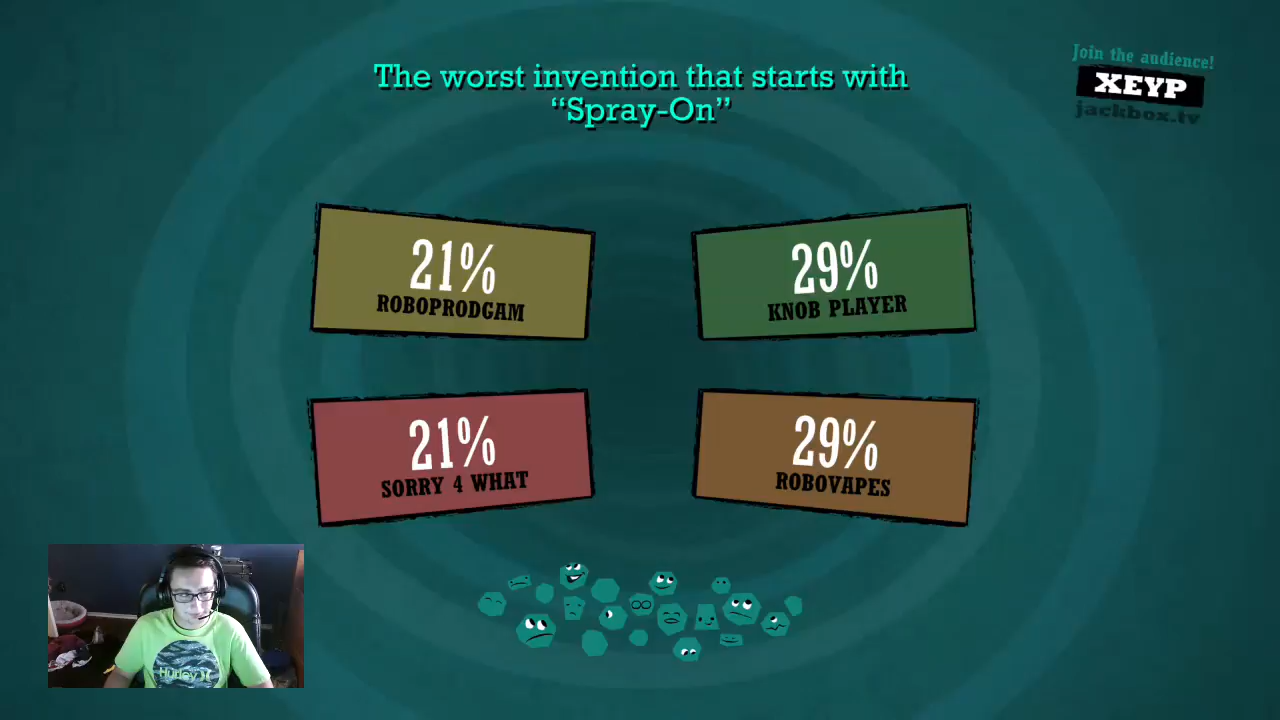 The worst invention that starts with
“Spray-On”
Join the audience!
XEYP
jackbox.tv
21%
ROBOPRODGAM
29%
KNOB PLAYER
21%
SORRY 4 WHAT
29%
ROBOVAPES
Hurley